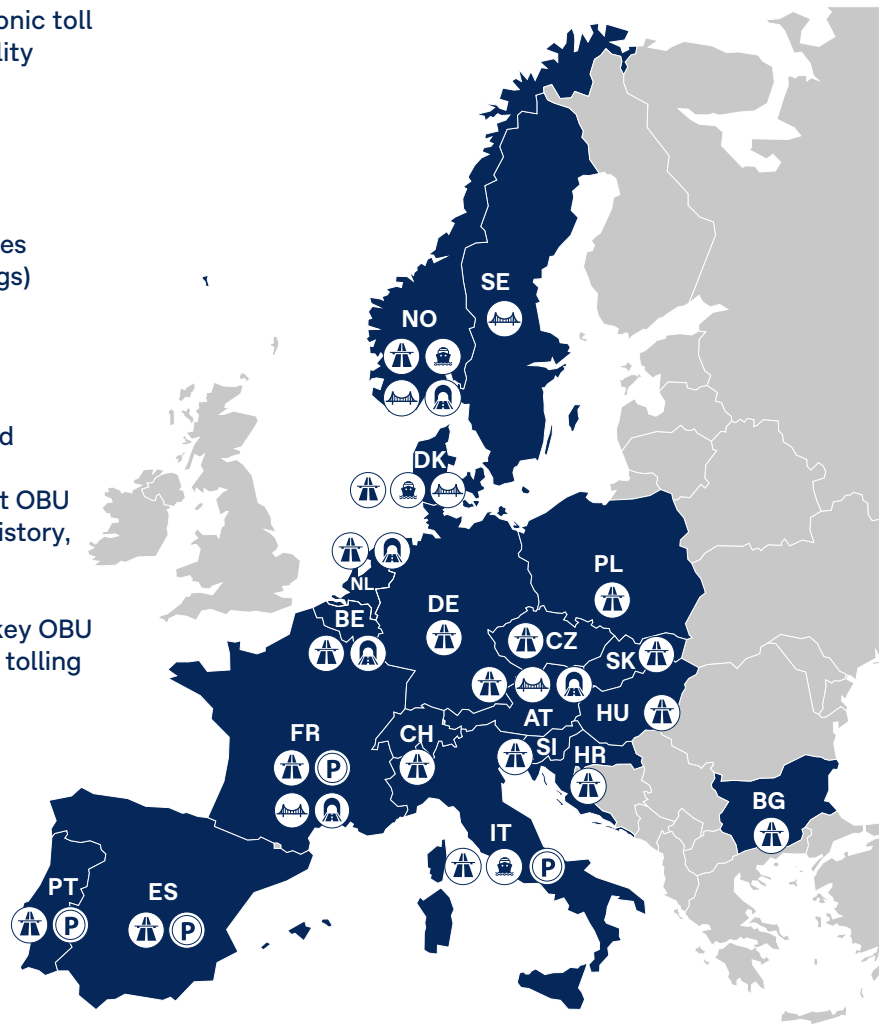 onic toll
lity
es
gs)
d
t OBU
istory,
key OBU
tolling
SE
NO
DK
NL
BE
DE
PL
CZ
SK
AT
HU
FR
P
CH
SI
HR
BG
IT
P
PT
P
ES
P